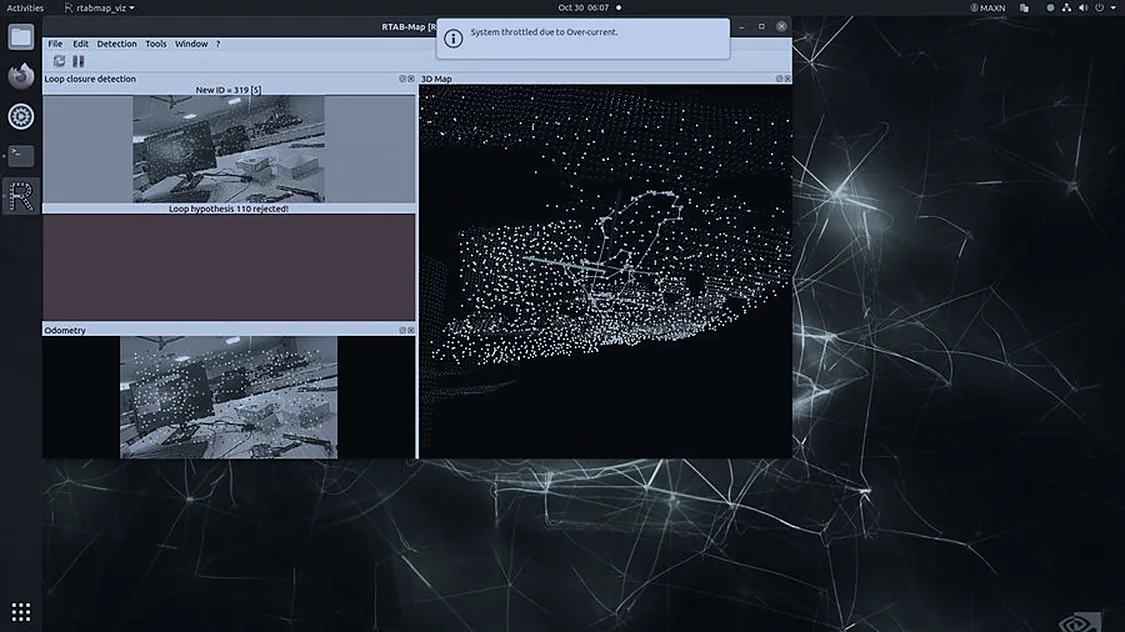 Activities
rtabmap_viz
Oct 30 06:07
MAXN
RTAB-Map [R
System throttled due to Over-current.
File Edit Detection Tools Window ?
Loop closure detection
3D Map
New ID = 319 [5]
Loop hypothesis 110 rejected!
Odometry